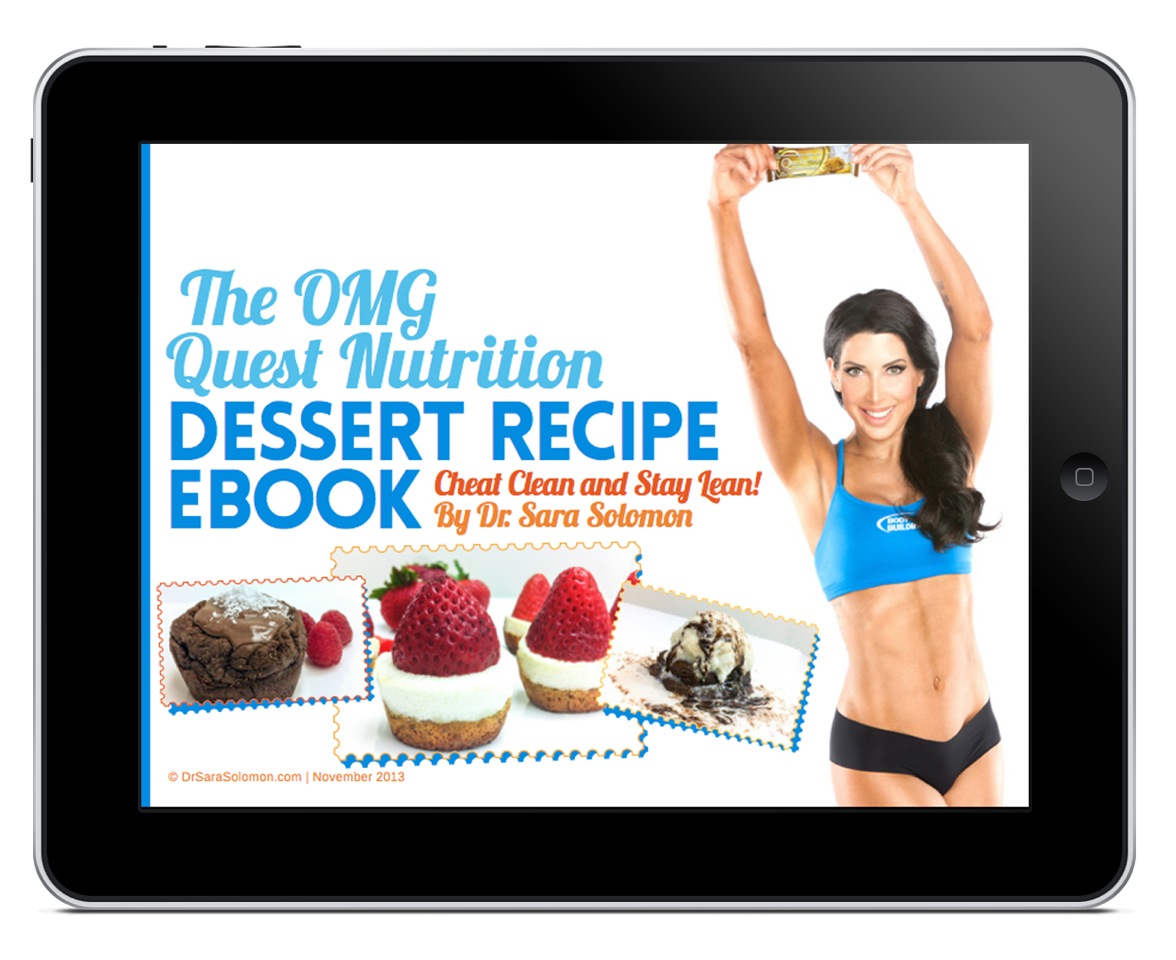 The OMG
Quest Nutrition
DESSERT RECIPE
EBOOK
Cheat Clean and Stay Lean!
By Dr. Sara Solomon
© DrSaraSolomon.com | November 2013